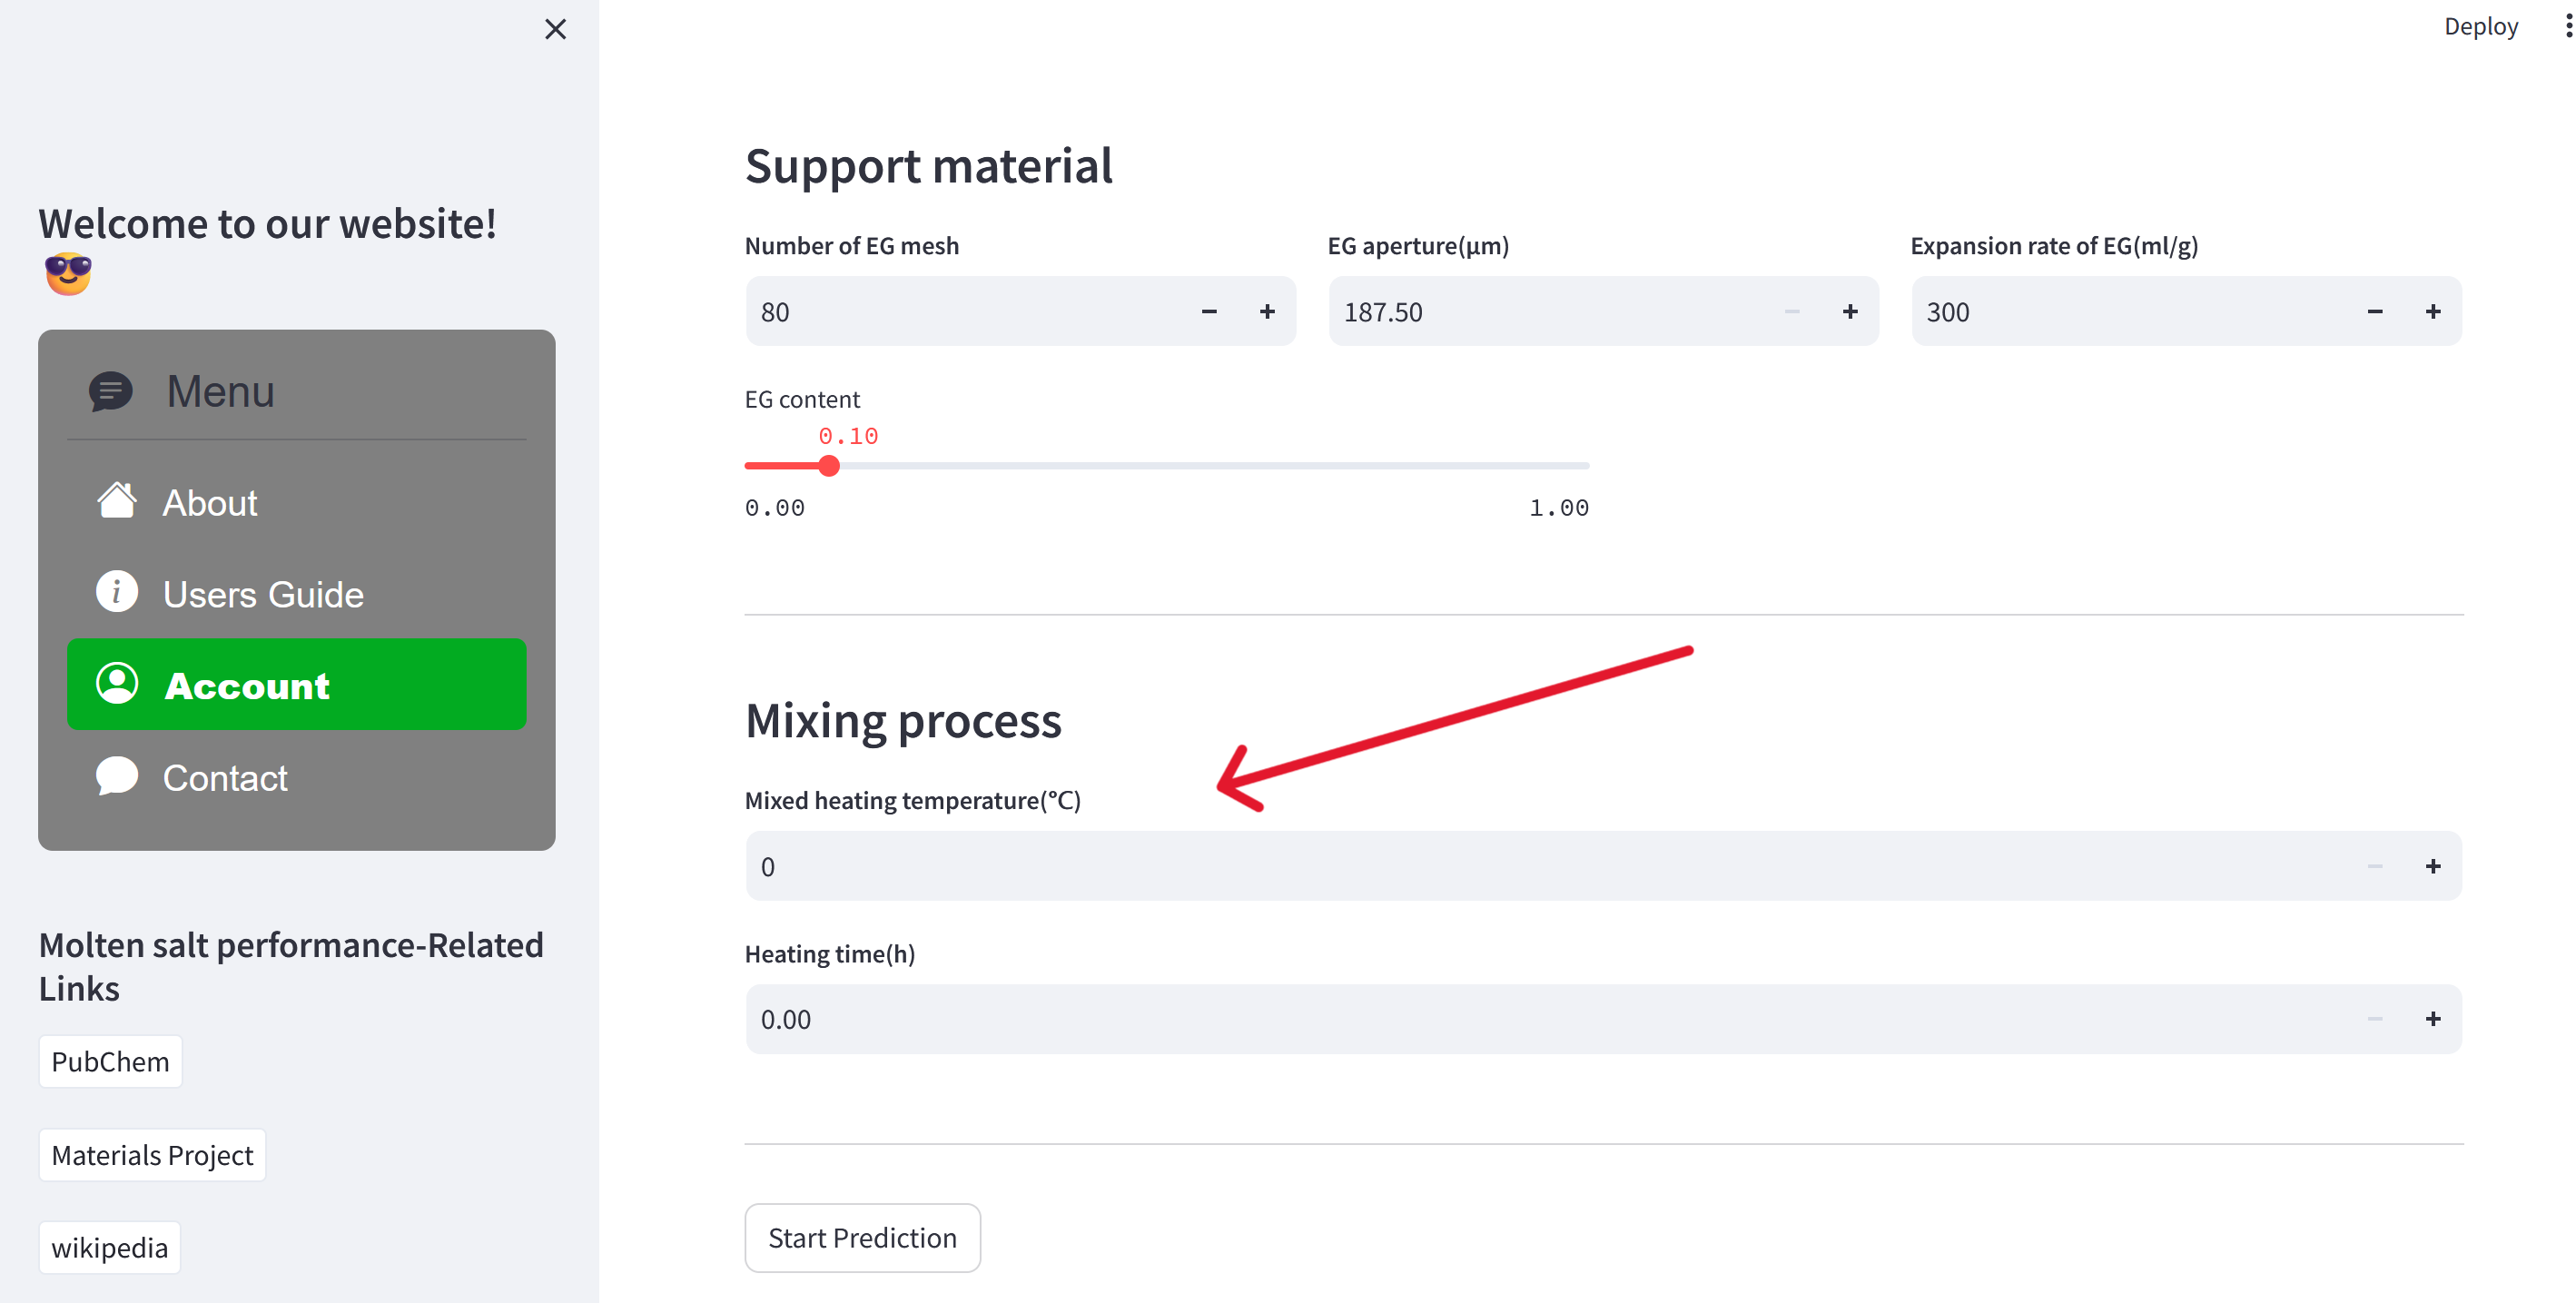 Deploy
Welcome to our website!
😎
Menu
About
Users Guide
Account
Contact
Molten salt performance-Related
Links
PubChem
Materials Project
wikipedia
Support material
Number of EG mesh
80
EG aperture(μm)
187.50
Expansion rate of EG(ml/g)
300
EG content
0.10
0.00 1.00
Mixing process
Mixed heating temperature(℃)
0
Heating time(h)
0.00
Start Prediction